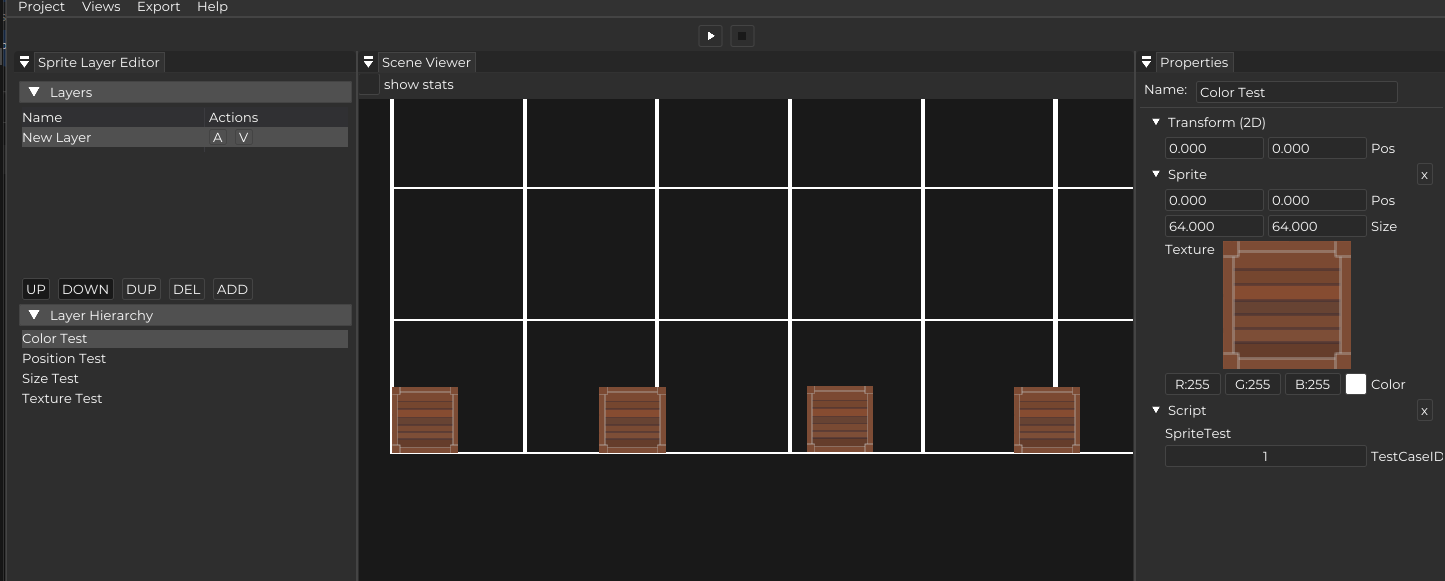 Project Views Export Help
Sprite Layer Editor
Layers
Name Actions
New Layer A V
UP DOWN DUP DEL ADD
Layer Hierarchy
Color Test
Position Test
Size Test
Texture Test
Scene Viewer
show stats
Properties
Name: Color Test
Transform (2D)
0.000 0.000 Pos
Sprite x
0.000 0.000 Pos
64.000 64.000 Size
Texture
R:255 G:255 B:255 Color
Script x
SpriteTest
1 TestCaseID